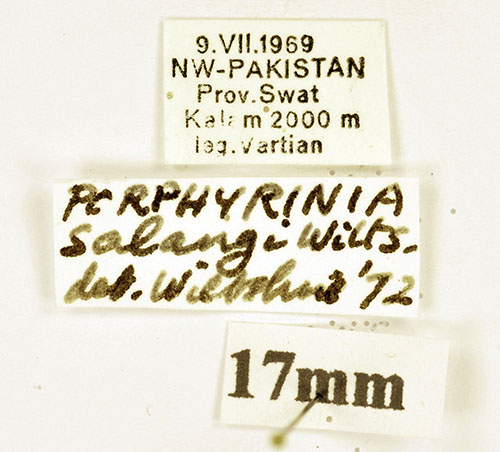 9.VII.1969
NW-PAKISTAN
Prov.Swat
Kalam 2000 m
leg.Vartian
PORPHYRINIA
salangi Wilts.
det. Wiltshire '72
17mm